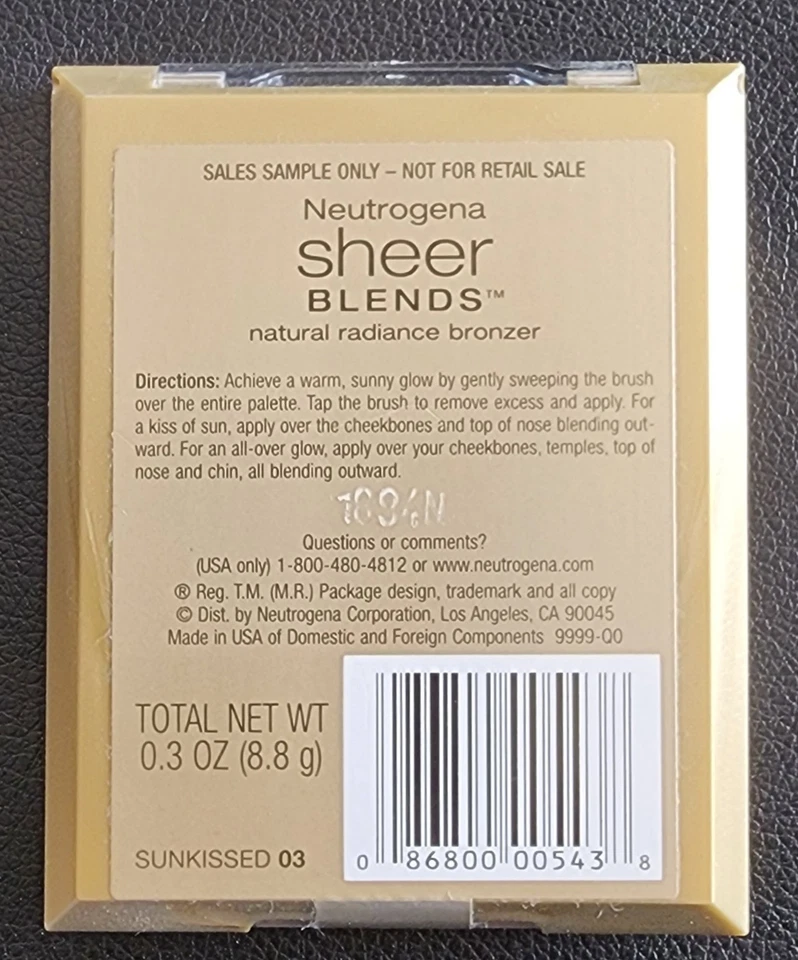 SALES SAMPLE ONLY – NOT FOR RETAIL SALE
Neutrogena
sheer
BLENDS™
natural radiance bronzer
Directions: Achieve a warm, sunny glow by gently sweeping the brush
over the entire palette. Tap the brush to remove excess and apply. For
a kiss of sun, apply over the cheekbones and top of nose blending out-
ward. For an all-over glow, apply over your cheekbones, temples, top of
nose and chin, all blending outward.
Questions or comments?
(USA only) 1-800-480-4812 or www.neutrogena.com
® Reg. T.M. (M.R.) Package design, trademark and all copy
© Dist. by Neutrogena Corporation, Los Angeles, CA 90045
Made in USA of Domestic and Foreign Components 9999-Q0
TOTAL NET WT
0.3 OZ (8.8 g)
SUNKISSED 03
0 86800 00543 8